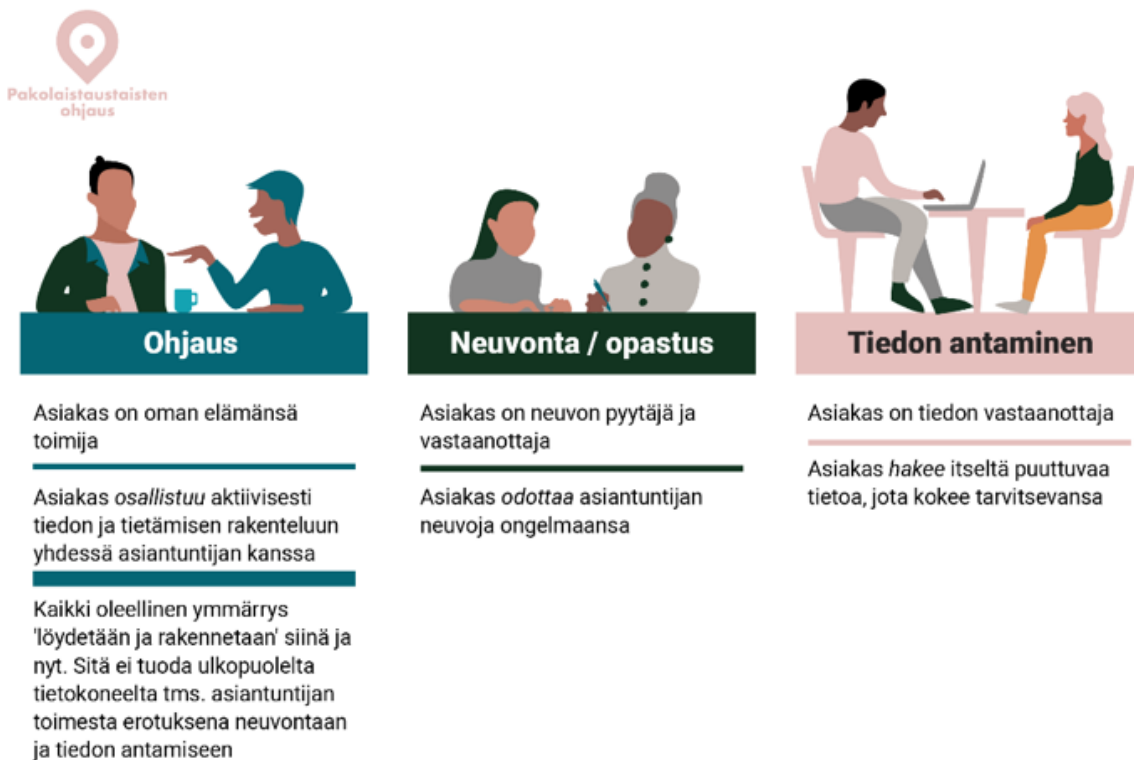 Pakolaistaustaisten
ohjaus
Ohjaus
Asiakas on oman elämänsä
toimija
Asiakas osallistuu aktiivisesti
tiedon ja tietämisen rakenteluun
yhdessä asiantuntijan kanssa
Kaikki oleellinen ymmärrys
'löydetään ja rakennetaan' siinä ja
nyt. Sitä ei tuoda ulkopuolelta
tietokoneelta tms. asiantuntijan
toimesta erotuksena neuvontaan
ja tiedon antamiseen
Neuvonta / opastus
Asiakas on neuvon pyytäjä ja
vastaanottaja
Asiakas odottaa asiantuntijan
neuvoja ongelmaansa
Tiedon antaminen
Asiakas on tiedon vastaanottaja
Asiakas hakee itseltä puuttuvaa
tietoa, jota kokee tarvitsevansa